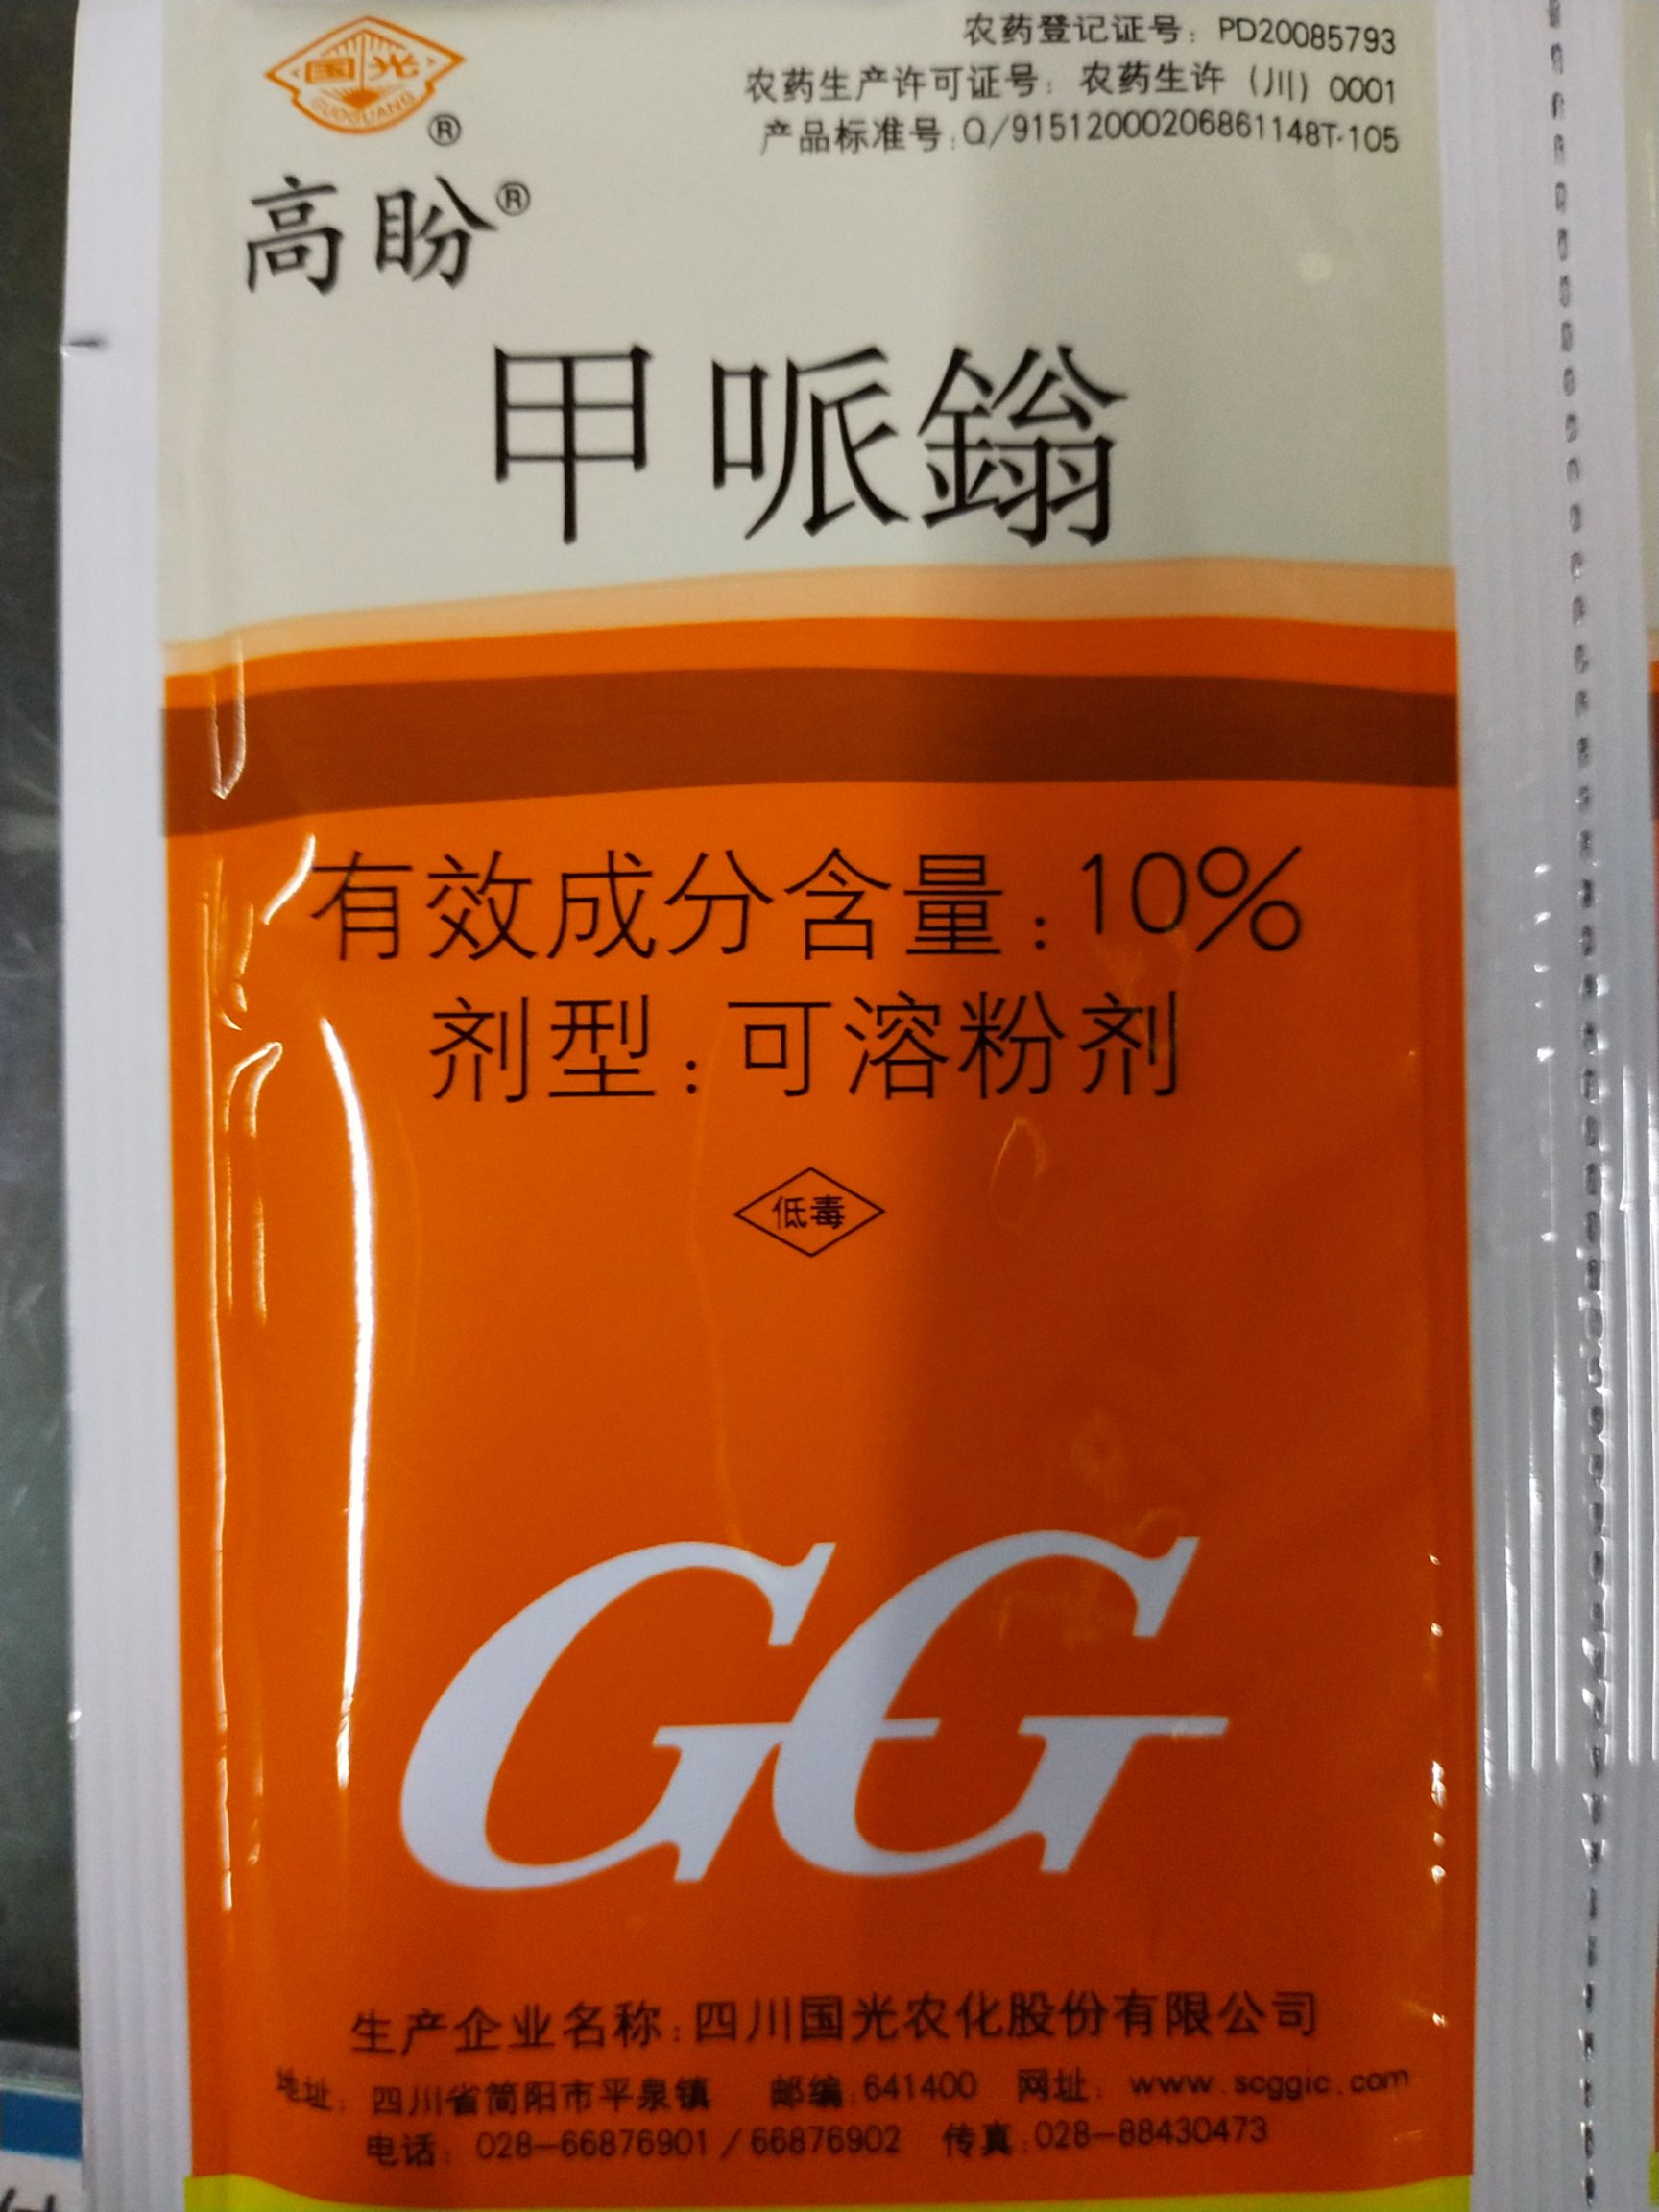 国光
GUOGUANG
®
农药登记证号：PD20085793
农药生产许可证号：农药生许（川）0001
产品标准号：Q/91512000206861148T·105
高盼®
甲哌鎓
有效成分含量：10%
剂型：可溶粉剂
低毒
GG
生产企业名称：四川国光农化股份有限公司
地址：四川省简阳市平泉镇 邮编：641400 网址：www.scggic.com
电话：028—66876901/66876902 传真：028—88430473